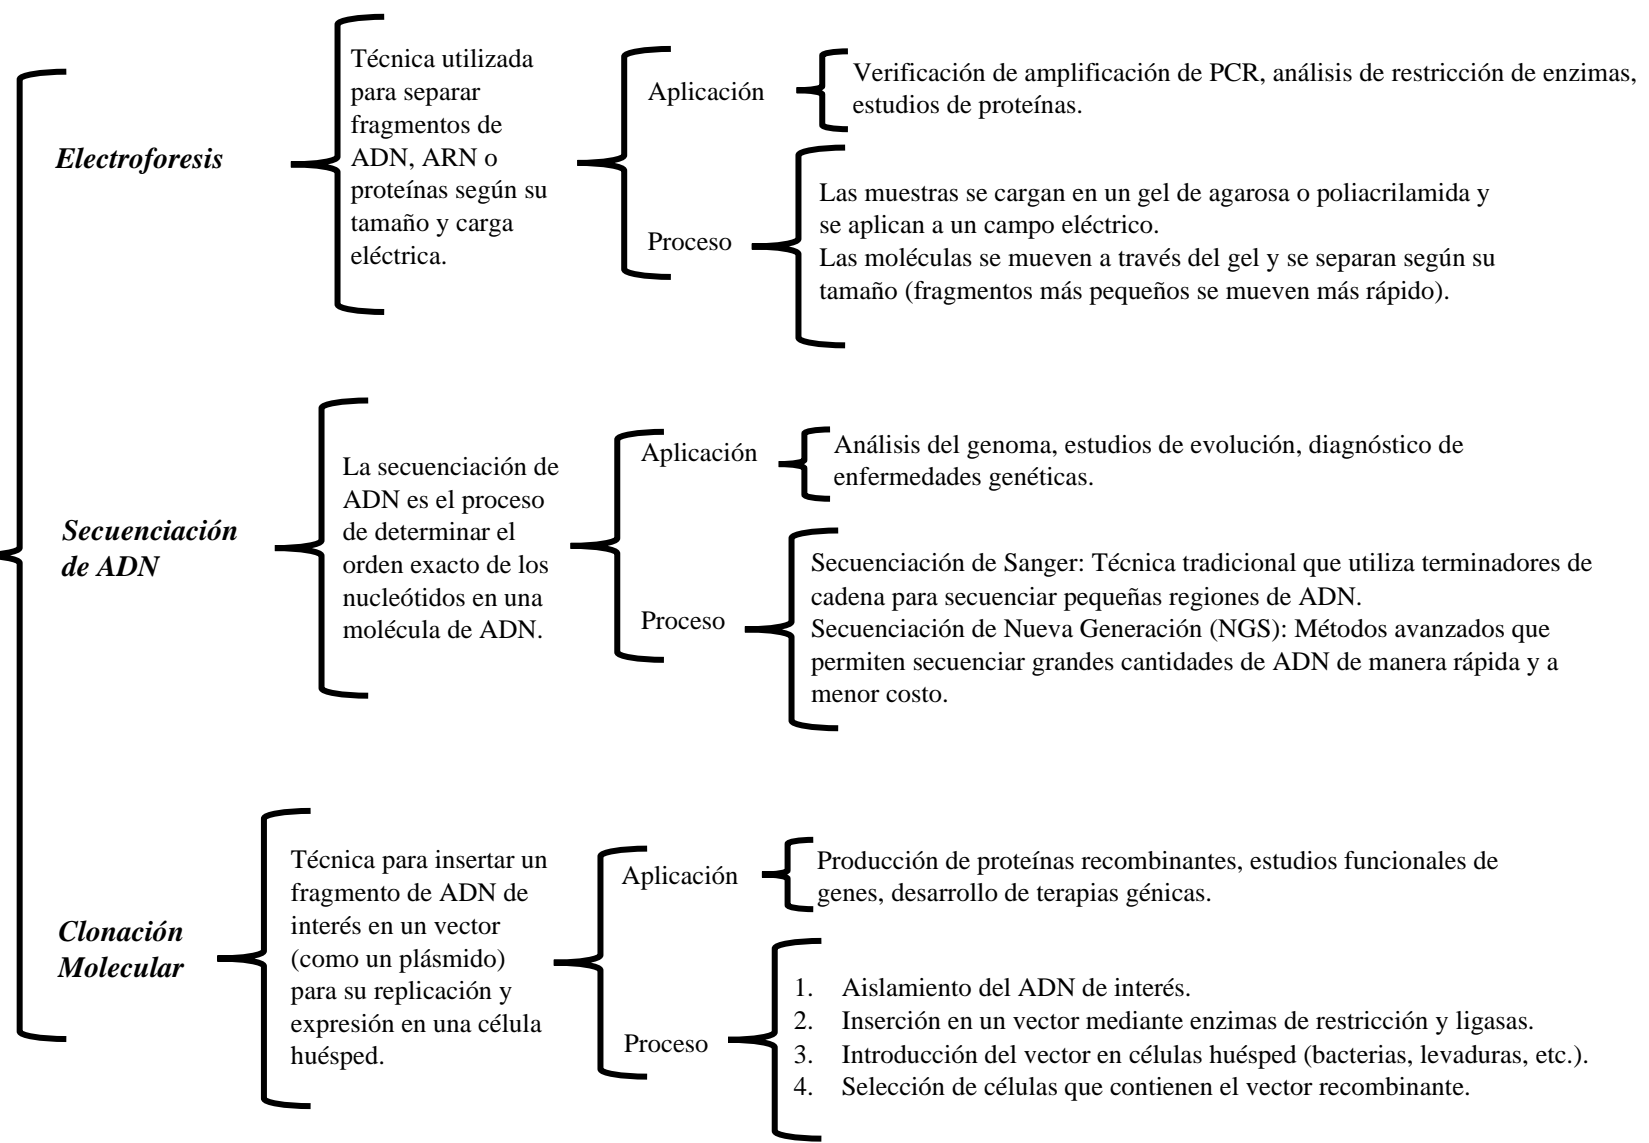 Electroforesis
Técnica utilizada
para separar
fragmentos de
ADN, ARN o
proteínas según su
tamaño y carga
eléctrica.
Aplicación
Verificación de amplificación de PCR, análisis de restricción de enzimas,
estudios de proteínas.
Proceso
Las muestras se cargan en un gel de agarosa o poliacrilamida y
se aplican a un campo eléctrico.
Las moléculas se mueven a través del gel y se separan según su
tamaño (fragmentos más pequeños se mueven más rápido).
Secuenciación
de ADN
La secuenciación de
ADN es el proceso
de determinar el
orden exacto de los
nucleótidos en una
molécula de ADN.
Aplicación
Análisis del genoma, estudios de evolución, diagnóstico de
enfermedades genéticas.
Proceso
Secuenciación de Sanger: Técnica tradicional que utiliza terminadores de
cadena para secuenciar pequeñas regiones de ADN.
Secuenciación de Nueva Generación (NGS): Métodos avanzados que
permiten secuenciar grandes cantidades de ADN de manera rápida y a
menor costo.
Clonación
Molecular
Técnica para insertar un
fragmento de ADN de
interés en un vector
(como un plásmido)
para su replicación y
expresión en una célula
huésped.
Aplicación
Producción de proteínas recombinantes, estudios funcionales de
genes, desarrollo de terapias génicas.
Proceso
1. Aislamiento del ADN de interés.
2. Inserción en un vector mediante enzimas de restricción y ligasas.
3. Introducción del vector en células huésped (bacterias, levaduras, etc.).
4. Selección de células que contienen el vector recombinante.